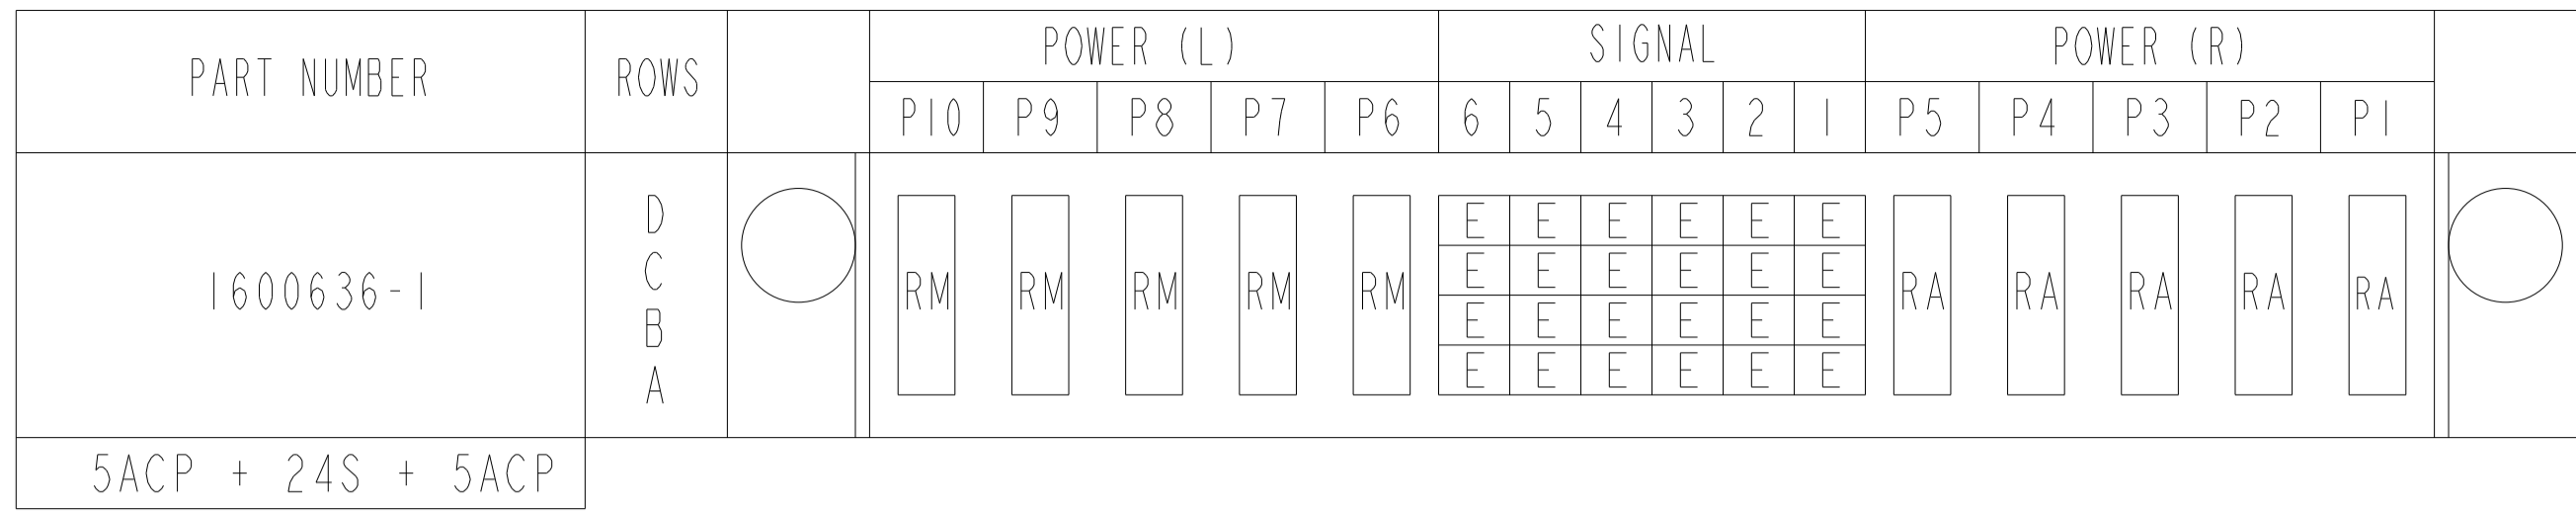 PART NUMBER ROWS POWER (L) SIGNAL POWER (R)
P10 P9 P8 P7 P6 6 5 4 3 2 1 P5 P4 P3 P2 P1
D E E E E E E
C E E E E E E
1600636-1 RM RM RM RM RM RA RA RA RA RA
B E E E E E E
A E E E E E E
5ACP + 24S + 5ACP